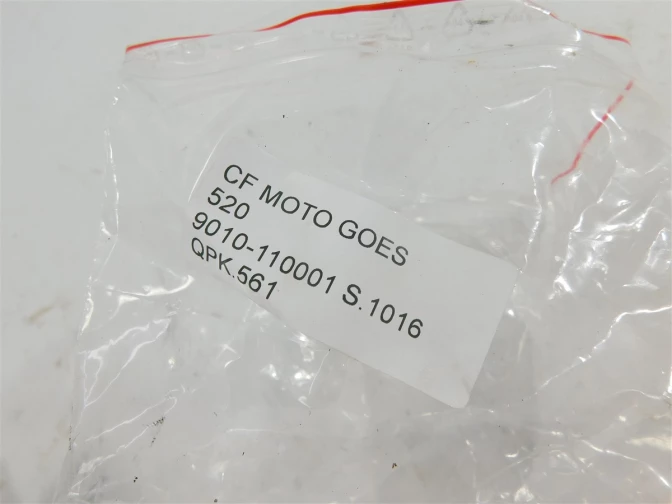 CF MOTO GOES
520
9010-110001 S.1016
QPK.561